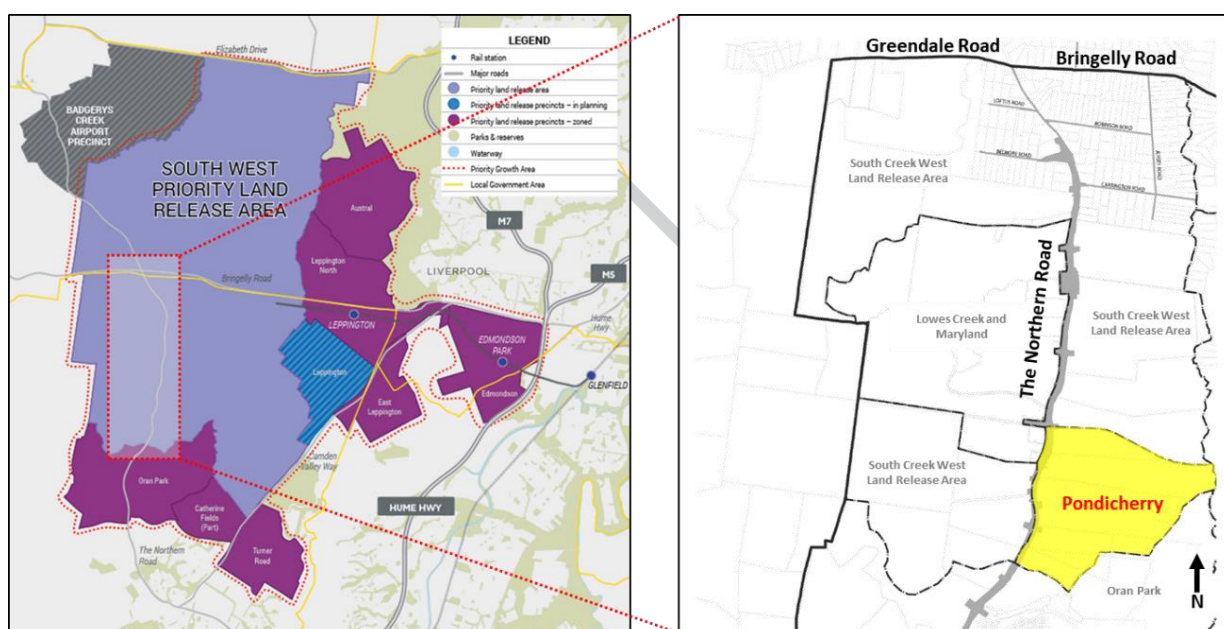 Elizabeth Drive
BADGERYS
CREEK
AIRPORT
PRECINCT
SOUTH WEST
PRIORITY LAND
RELEASE AREA
LEGEND
Rail station
Major roads
Priority land release area
Priority land release precincts – in planning
Priority land release precincts – zoned
Parks & reserves
Waterway
Priority Growth Area
Local Government Area
Austral
M7
Leppington
North
LIVERPOOL
M5
Bringelly Road
Hume
Hwy
LEPPINGTON
EDMONDSON
PARK
Leppington
GLENFIELD
Edmondson
East
Leppington
Camden
Valley Way
Oran Park
Catherine
Fields
(Part)
HUME HWY
The Northern
Road
Turner
Road
Greendale Road
Bringelly Road
LOFTUS ROAD
ROBINSON ROAD
BELMORE ROAD
CARRINGTON ROAD
South Creek West
Land Release Area
The Northern Road
Lowes Creek and
Maryland
South Creek West
Land Release Area
South Creek West
Land Release Area
Pondicherry
Oran Park
N